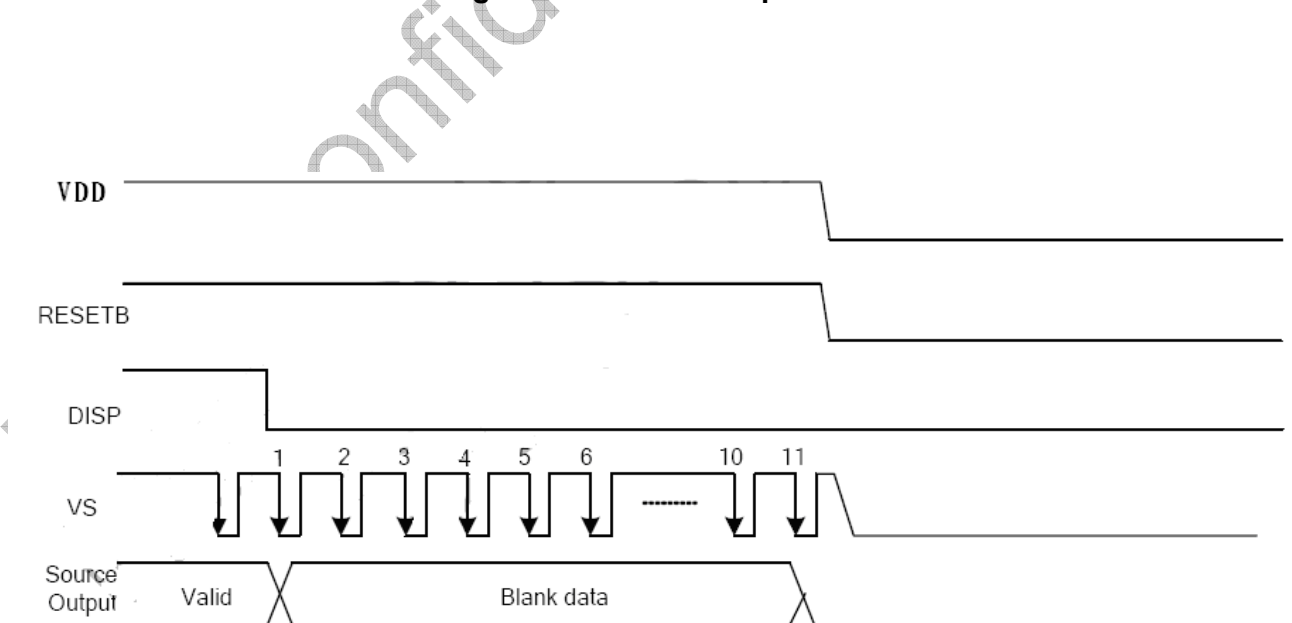 VDD
RESETB
DISP
1 2 3 4 5 6 10 11
VS
Source
Output
Valid
Blank data